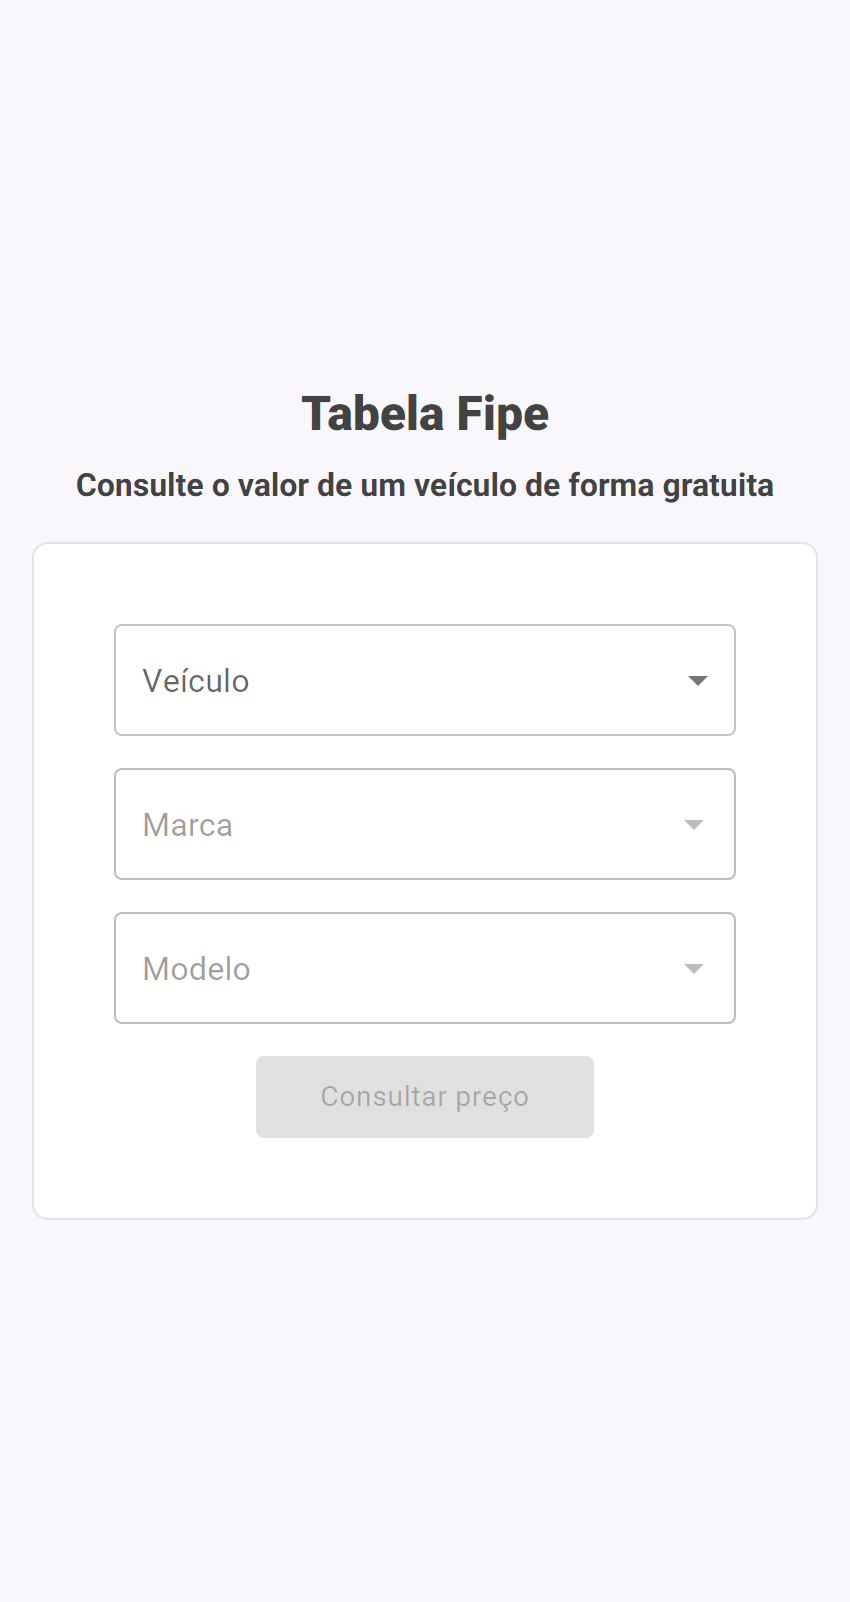 Tabela Fipe
Consulte o valor de um veículo de forma gratuita
Veículo
Marca
Modelo
Consultar preço